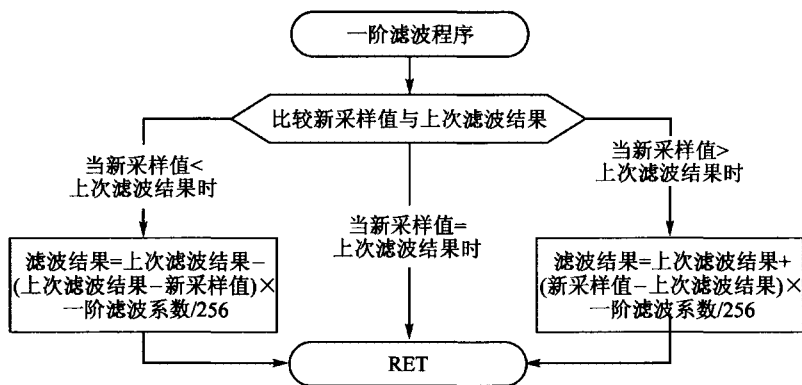 一阶滤波程序
比较新采样值与上次滤波结果
当新采样值<
上次滤波结果时
当新采样值=
上次滤波结果时
当新采样值>
上次滤波结果时
滤波结果=上次滤波结果−
(上次滤波结果−新采样值)×
一阶滤波系数/256
滤波结果=上次滤波结果+
(新采样值−上次滤波结果)×
一阶滤波系数/256
RET